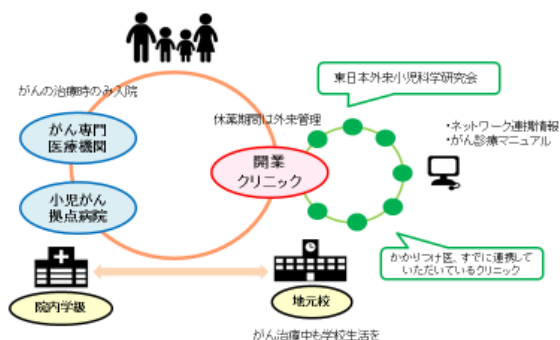 がんの治療時のみ入院
東日本外来小児科学研究会
がん専門
医療機関
休薬期間は外来管理
・ネットワーク連携情報
・がん診療マニュアル
開業
クリニック
小児がん
拠点病院
かかりつけ医、すでに連携して
いただいているクリニック
院内学級
地元校
がん治療中も学校生活を